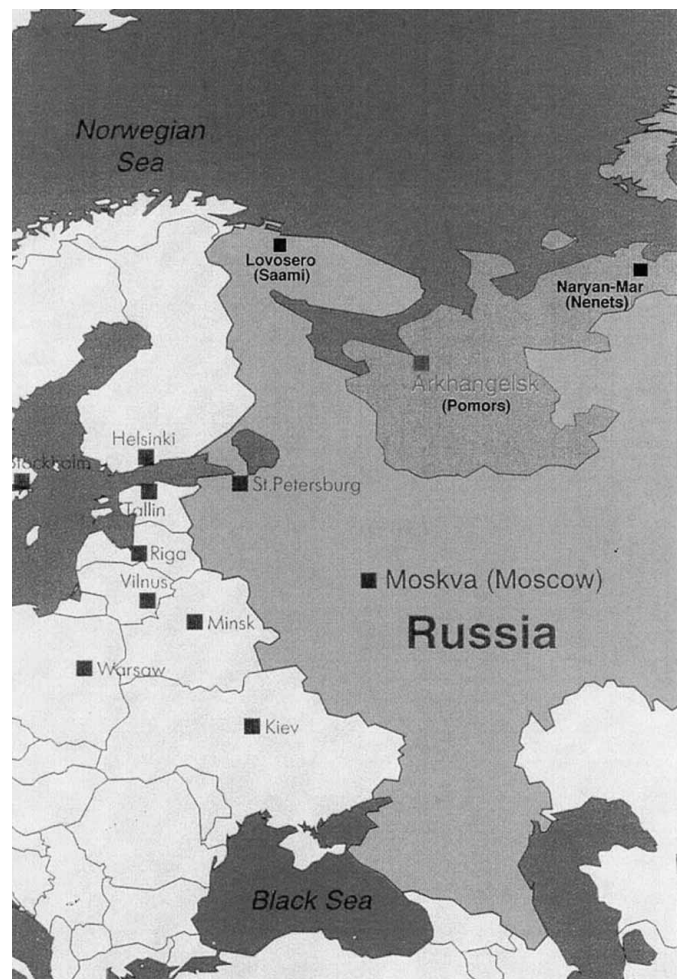 Norwegian
Sea
Lovosero
(Saami)
Naryan-Mar
(Nenets)
Arkhangelsk
(Pomors)
Helsinki
Stockholm
St.Petersburg
Tallin
Riga
Vilnus
Moskva (Moscow)
Minsk
Russia
Warsaw
Kiev
Black Sea